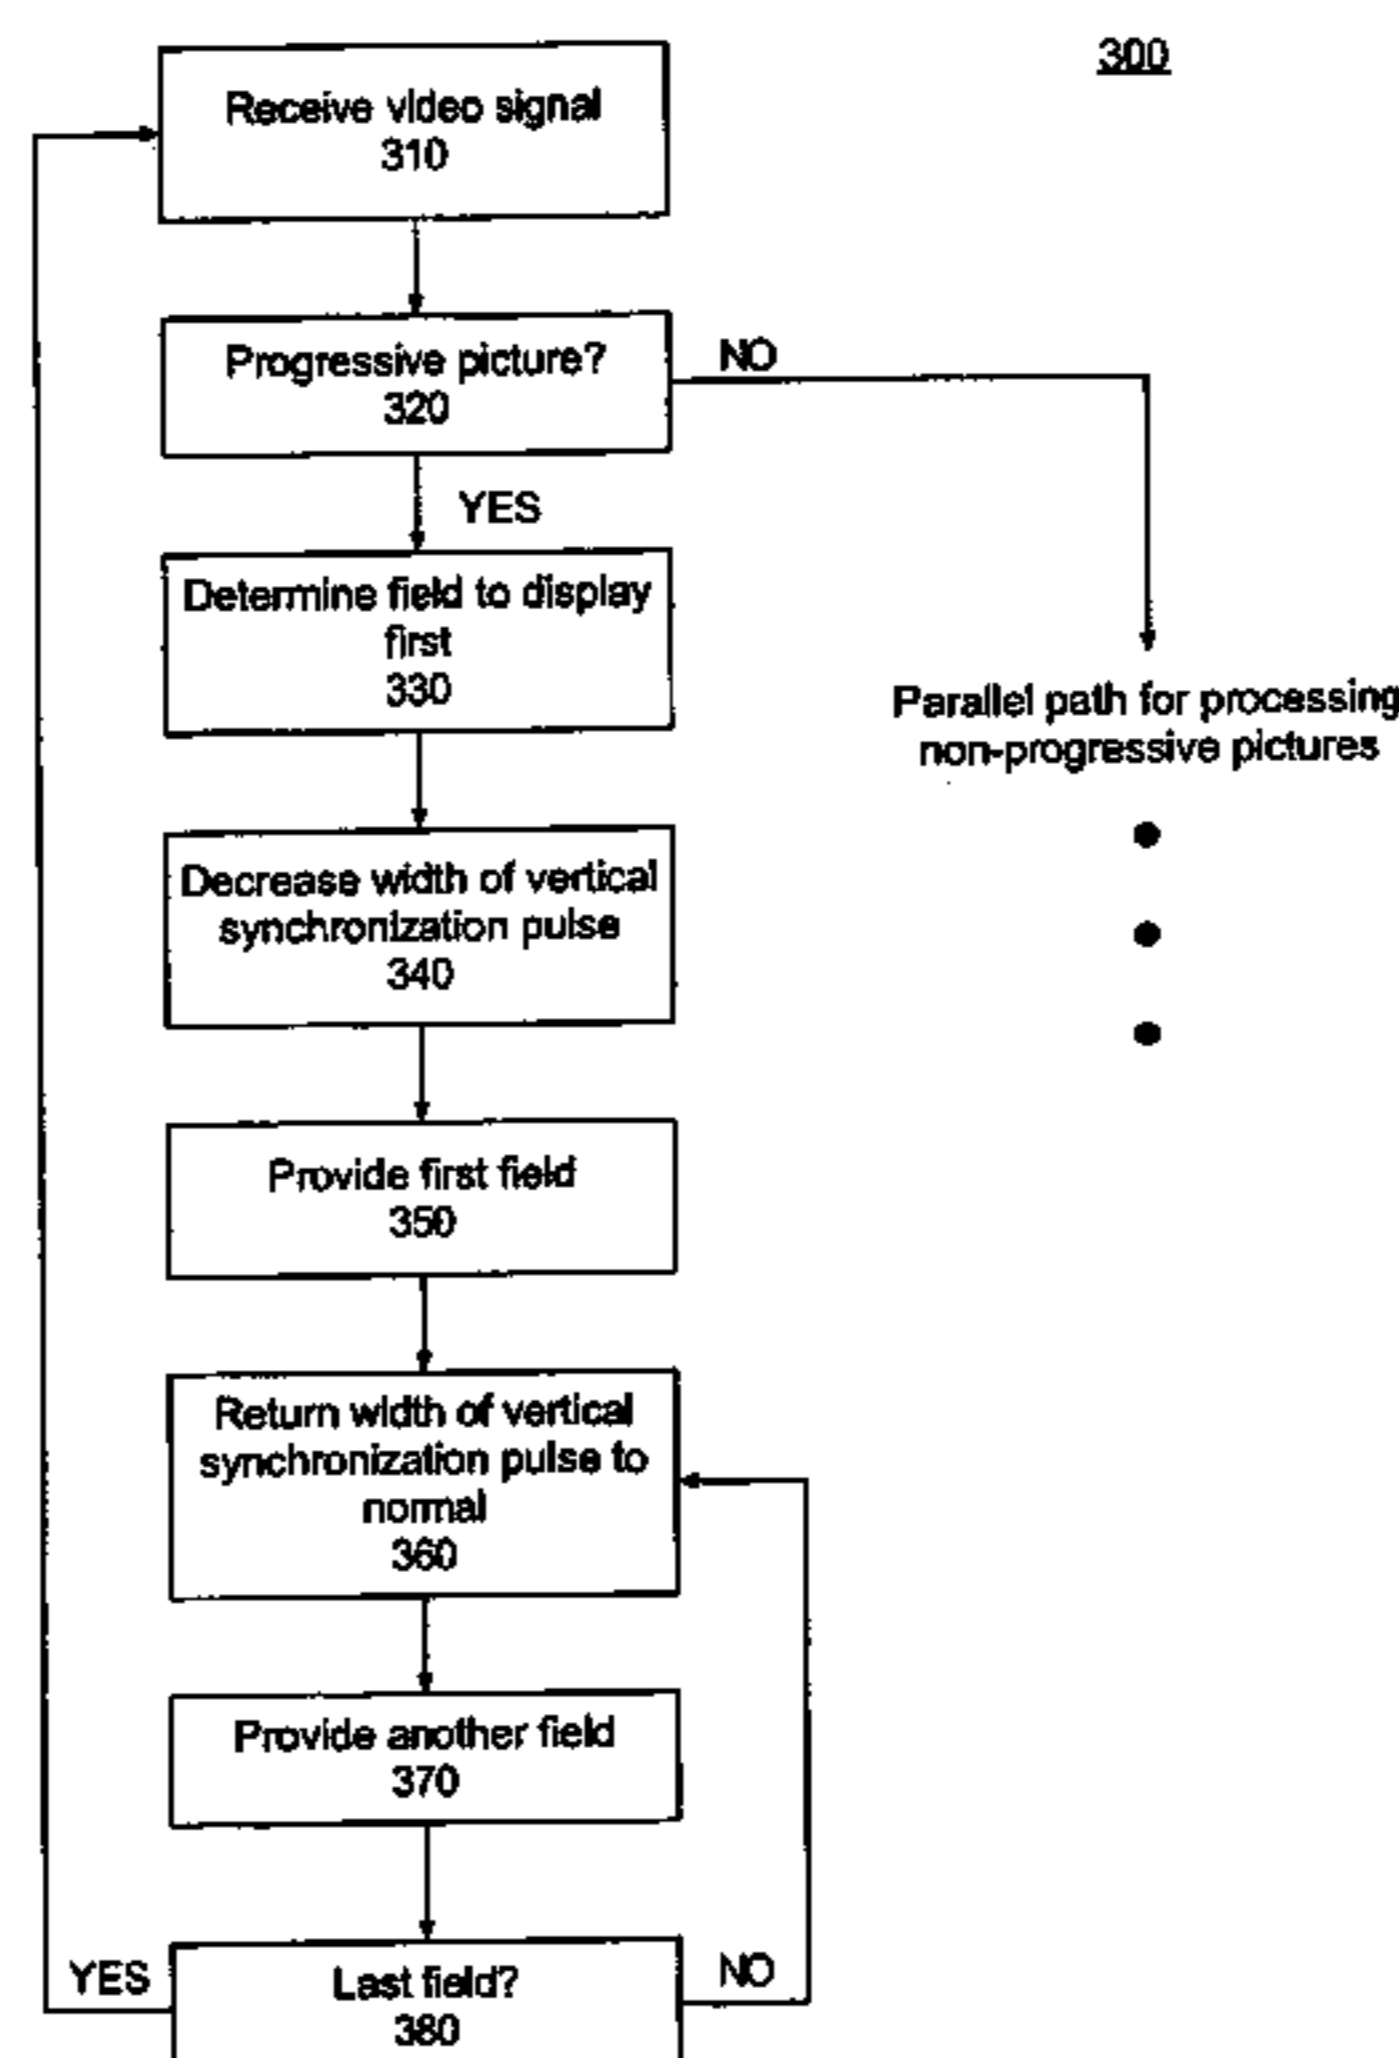 300
Receive video signal
310
Progressive picture?
320
NO
YES
Determine field to display
first
330
Parallel path for processing
non-progressive pictures
Decrease width of vertical
synchronization pulse
340
Provide first field
350
Return width of vertical
synchronization pulse to
normal
360
Provide another field
370
YES
Last field?
380
NO